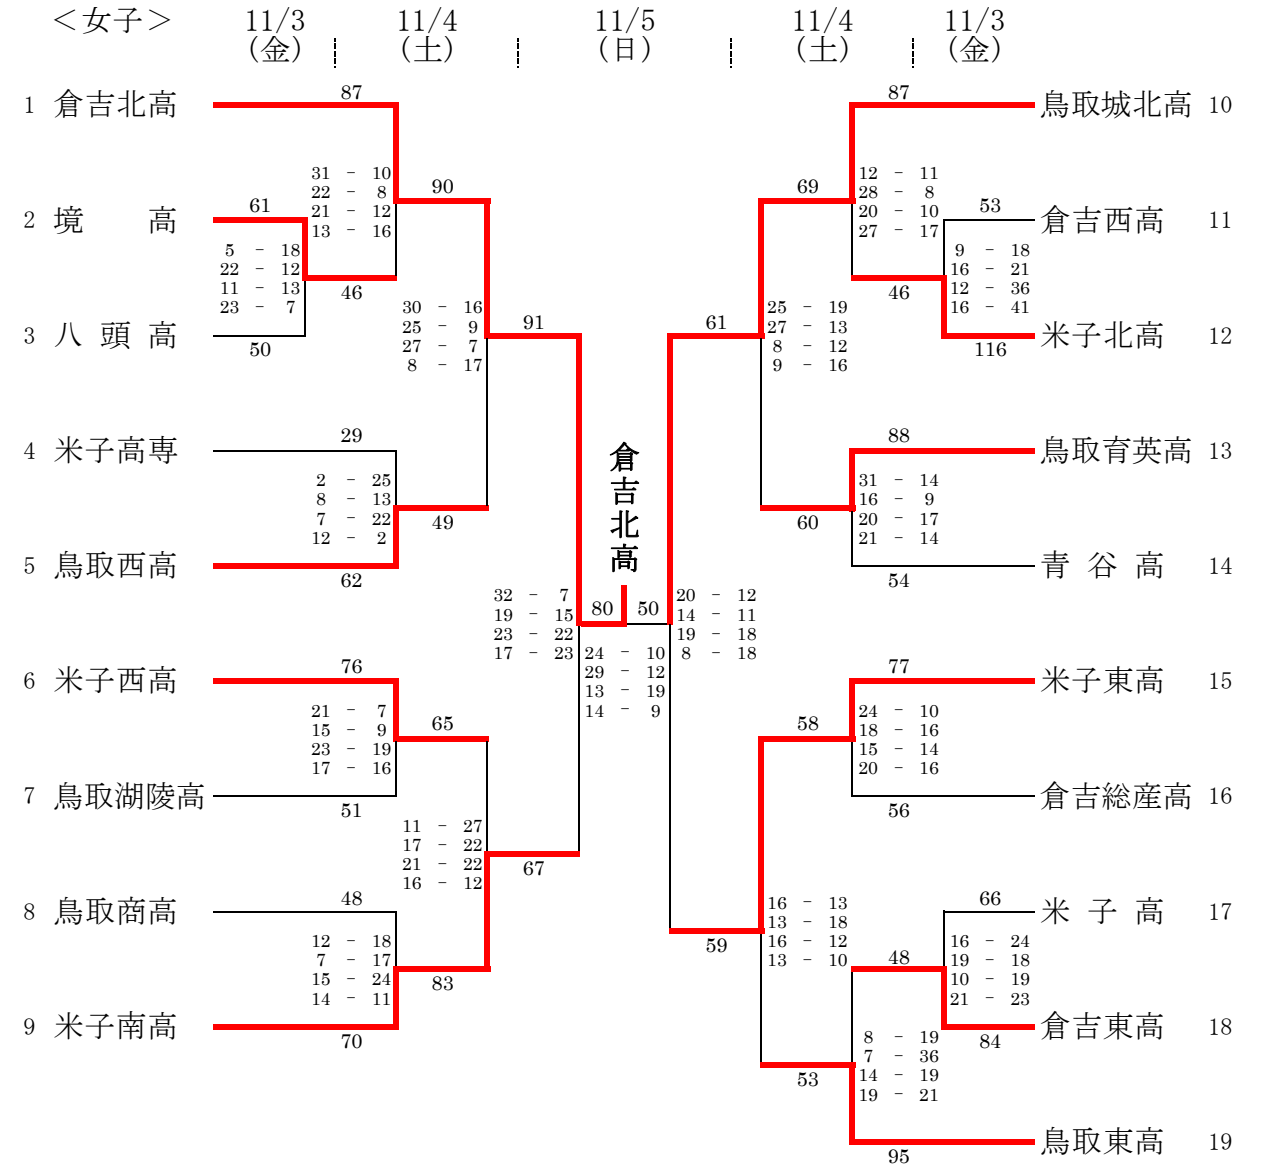 ＜女子＞ 11/3 11/4 11/5 11/4 11/3
（金） （土） （日） （土） （金）
1 倉吉北高 87
87 鳥取城北高 10
31 - 10
22 - 8
21 - 12
13 - 16
90
69
12 - 11
28 - 8
20 - 10
27 - 17
2 境 高 61
53 倉吉西高 11
5 - 18
22 - 12
11 - 13
23 - 7
46
46
9 - 18
16 - 21
12 - 36
16 - 41
3 八頭高 50
116 米子北高 12
30 - 16
25 - 9
27 - 7
8 - 17
91
61
25 - 19
27 - 13
8 - 12
9 - 16
4 米子高専 29
88 鳥取育英高 13
2 - 25
8 - 13
7 - 22
12 - 2
49
60
31 - 14
16 - 9
20 - 17
21 - 14
5 鳥取西高 62
54 青谷高 14
倉吉北高
32 - 7
19 - 15
23 - 22
17 - 23
80 50
20 - 12
14 - 11
19 - 18
8 - 18
24 - 10
29 - 12
13 - 19
14 - 9
6 米子西高 76
77 米子東高 15
21 - 7
15 - 9
23 - 19
17 - 16
65
58
24 - 10
18 - 16
15 - 14
20 - 16
7 鳥取湖陵高 51
56 倉吉総産高 16
11 - 27
17 - 22
21 - 22
16 - 12
67
59
16 - 13
13 - 18
16 - 12
13 - 10
8 鳥取商高 48
66 米子高 17
12 - 18
7 - 17
15 - 24
14 - 11
83
48
16 - 24
19 - 18
10 - 19
21 - 23
9 米子南高 70
84 倉吉東高 18
53
8 - 19
7 - 36
14 - 19
19 - 21
95 鳥取東高 19